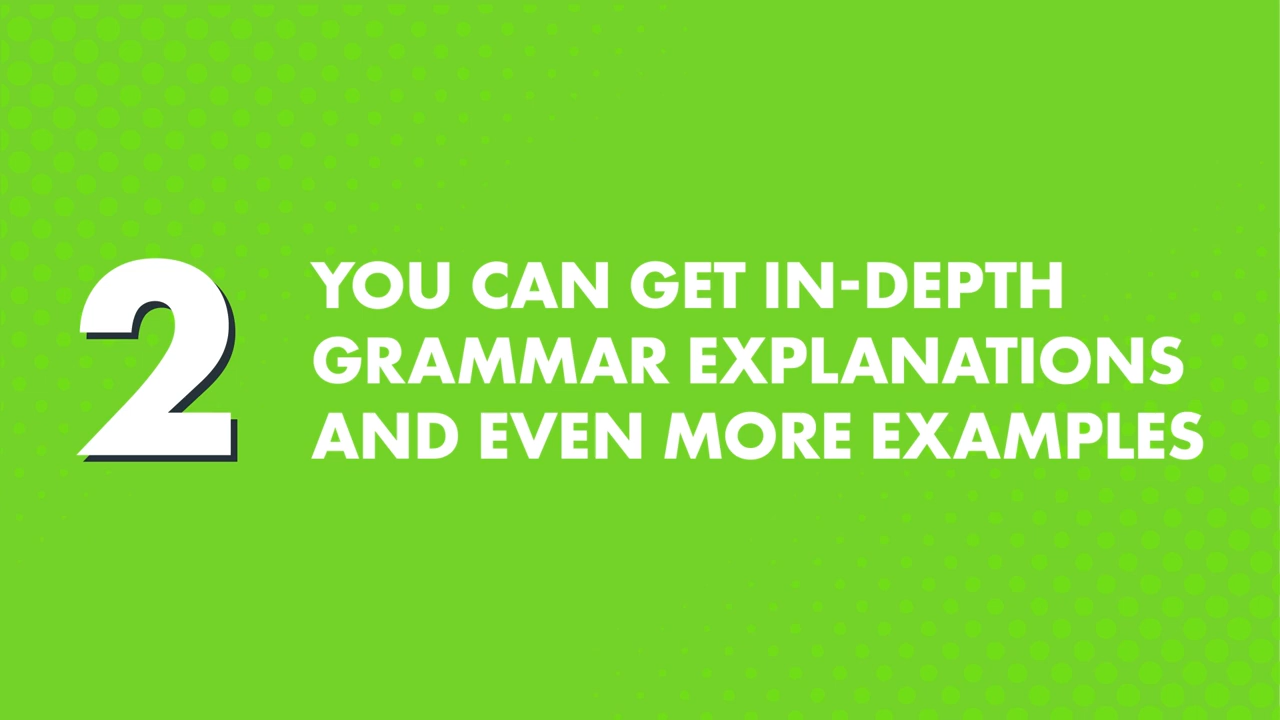 2
YOU CAN GET IN-DEPTH
GRAMMAR EXPLANATIONS
AND EVEN MORE EXAMPLES